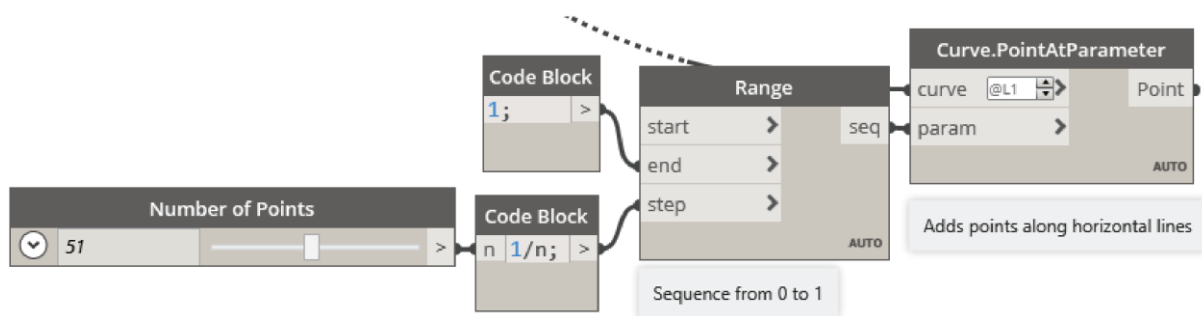 Curve.PointAtParameter
curve @L1 > Point
param >
AUTO
Adds points along horizontal lines
Code Block
1; >
Range
start > seq
end >
step >
AUTO
Sequence from 0 to 1
Number of Points
51 >
Code Block
n 1/n; >